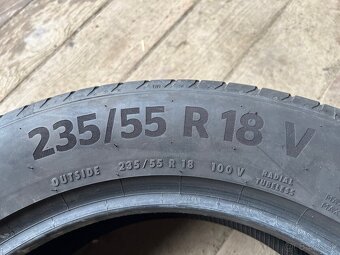 235/55 R 18 V
OUTSIDE 235/55 R 18 100 V RADIAL
TUBELESS